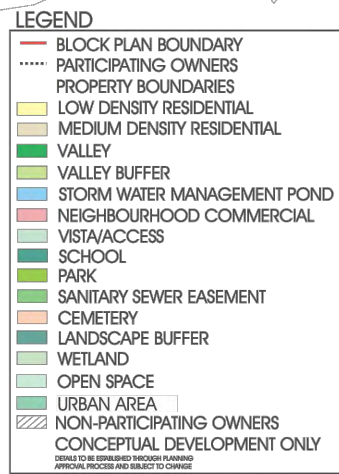 LEGEND
BLOCK PLAN BOUNDARY
PARTICIPATING OWNERS
PROPERTY BOUNDARIES
LOW DENSITY RESIDENTIAL
MEDIUM DENSITY RESIDENTIAL
VALLEY
VALLEY BUFFER
STORM WATER MANAGEMENT POND
NEIGHBOURHOOD COMMERCIAL
VISTA/ACCESS
SCHOOL
PARK
SANITARY SEWER EASEMENT
CEMETERY
LANDSCAPE BUFFER
WETLAND
OPEN SPACE
URBAN AREA
NON-PARTICIPATING OWNERS
CONCEPTUAL DEVELOPMENT ONLY
DETAILS TO BE ESTABLISHED THROUGH PLANNING
APPROVAL PROCESS AND SUBJECT TO CHANGE